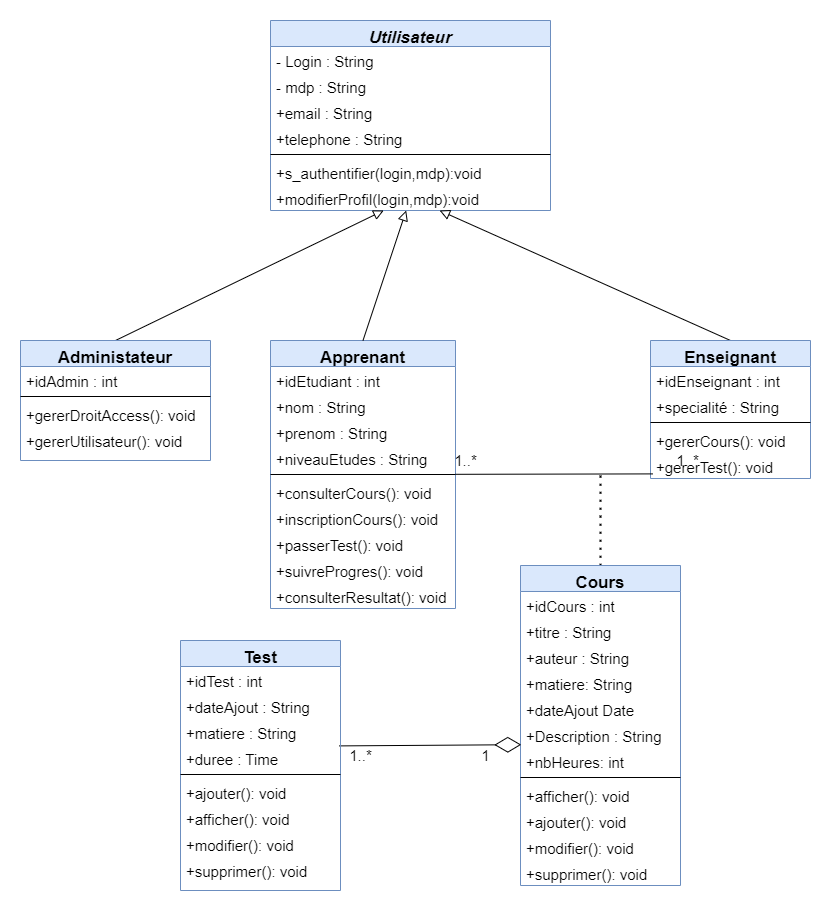 Utilisateur
- Login : String
- mdp : String
+email : String
+telephone : String
+s_authentifier(login,mdp):void
+modifierProfil(login,mdp):void
Administateur
+idAdmin : int
+gererDroitAccess(): void
+gererUtilisateur(): void
Apprenant
+idEtudiant : int
+nom : String
+prenom : String
+niveauEtudes : String
+consulterCours(): void
+inscriptionCours(): void
+passerTest(): void
+suivreProgres(): void
+consulterResultat(): void
Enseignant
+idEnseignant : int
+specialité : String
+gererCours(): void
+gererTest(): void
1..*
1..*
Cours
+idCours : int
+titre : String
+auteur : String
+matiere: String
+dateAjout Date
+Description : String
+nbHeures: int
+afficher(): void
+ajouter(): void
+modifier(): void
+supprimer(): void
Test
+idTest : int
+dateAjout : String
+matiere : String
+duree : Time
+ajouter(): void
+afficher(): void
+modifier(): void
+supprimer(): void
1..*
1